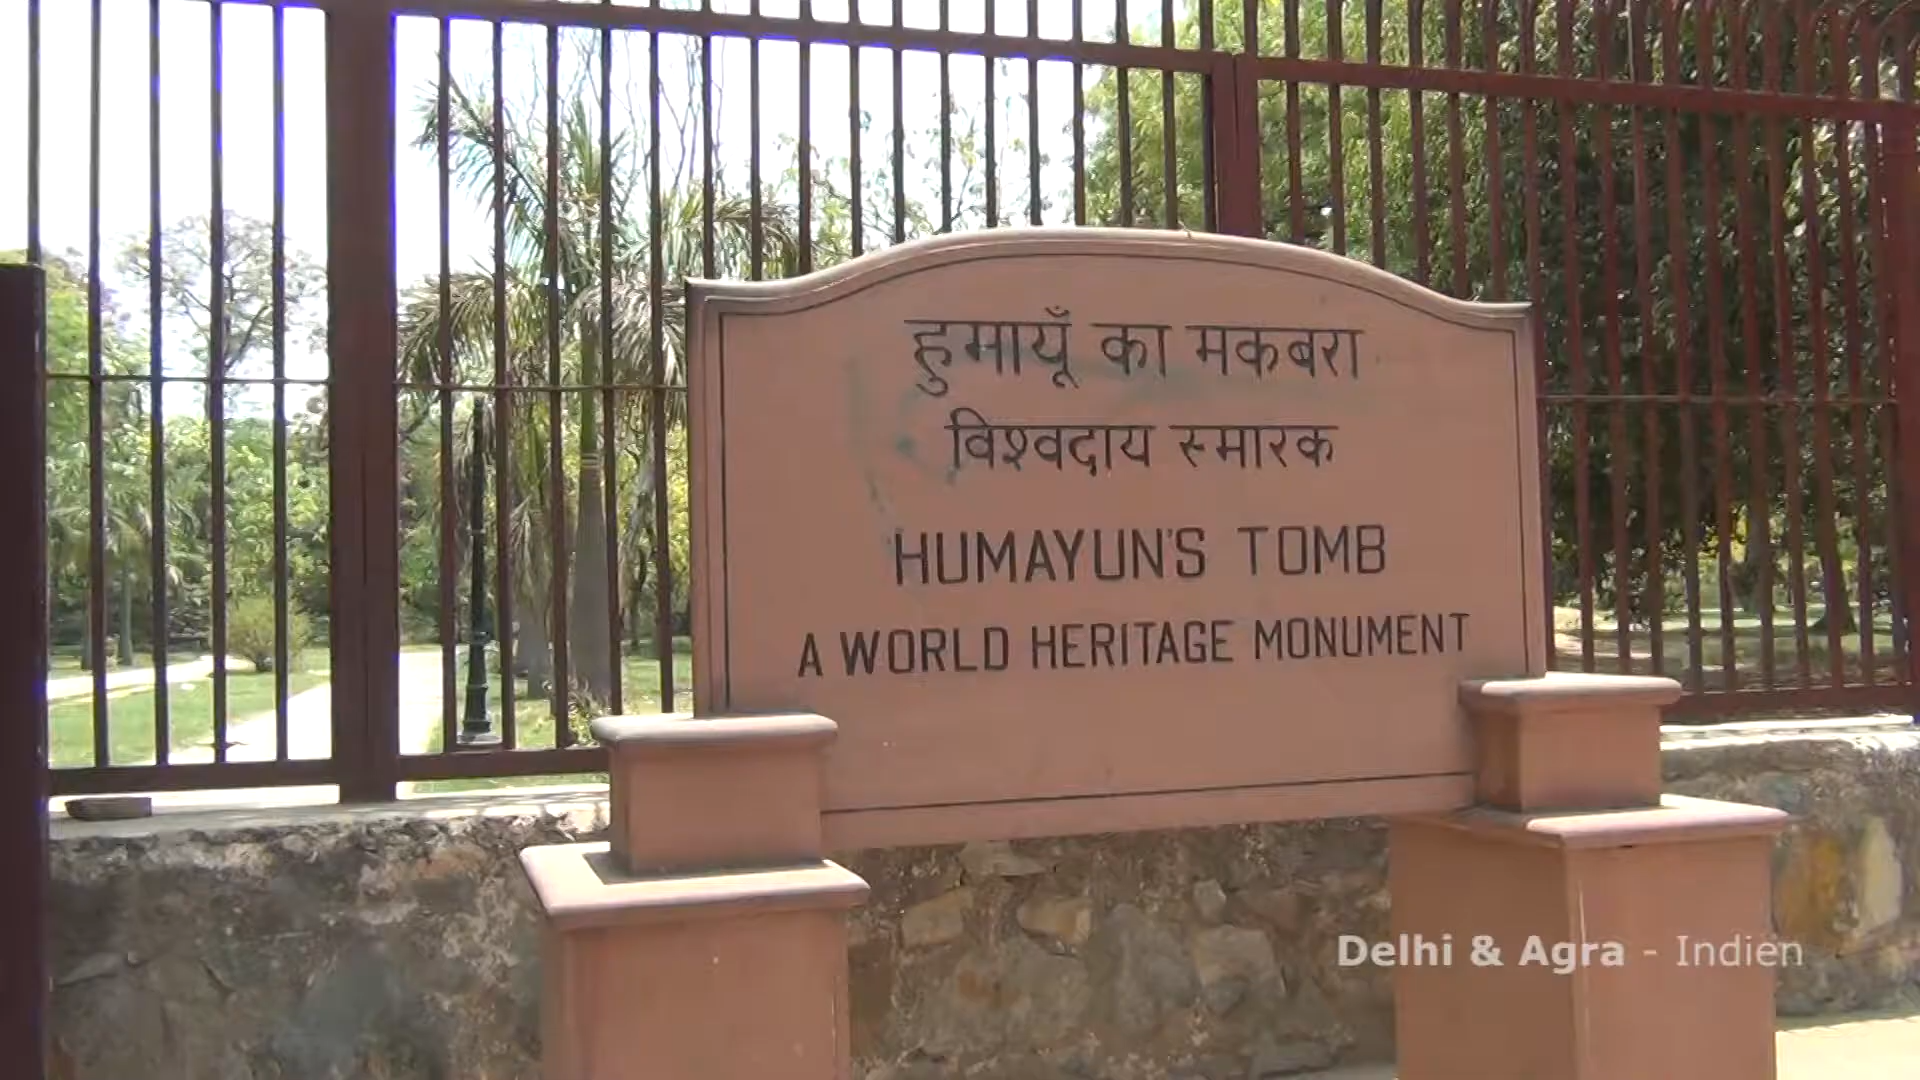 हुमायूँ का मकबरा
विश्वदाय स्मारक
HUMAYUN'S TOMB
A WORLD HERITAGE MONUMENT
Delhi & Agra - Indien